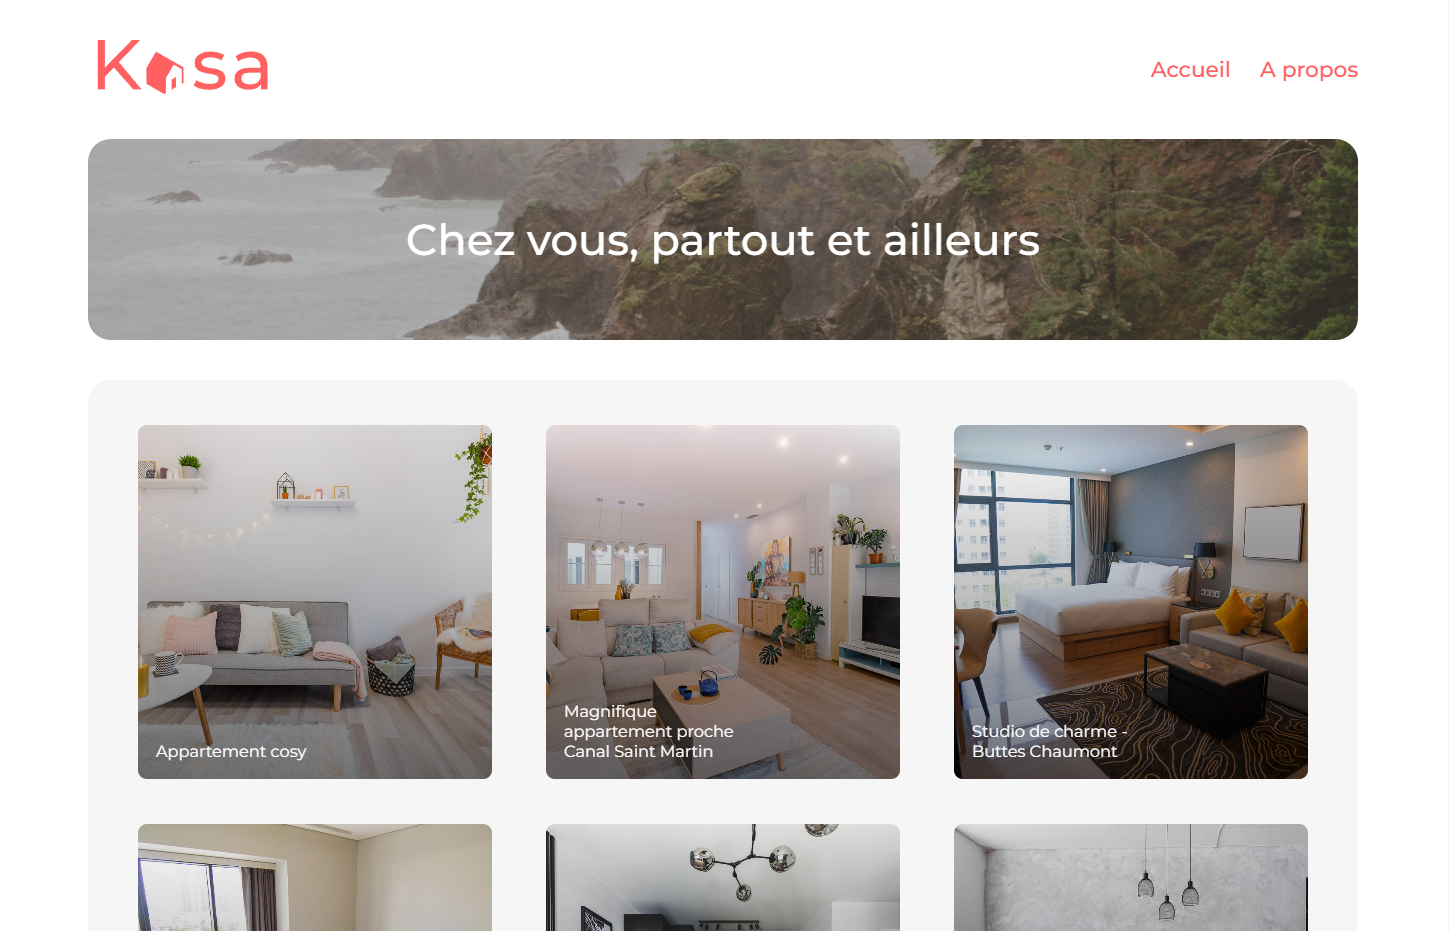 Kasa
Accueil
A propos
Chez vous, partout et ailleurs
Appartement cosy
Magnifique
appartement proche
Canal Saint Martin
Studio de charme -
Buttes Chaumont